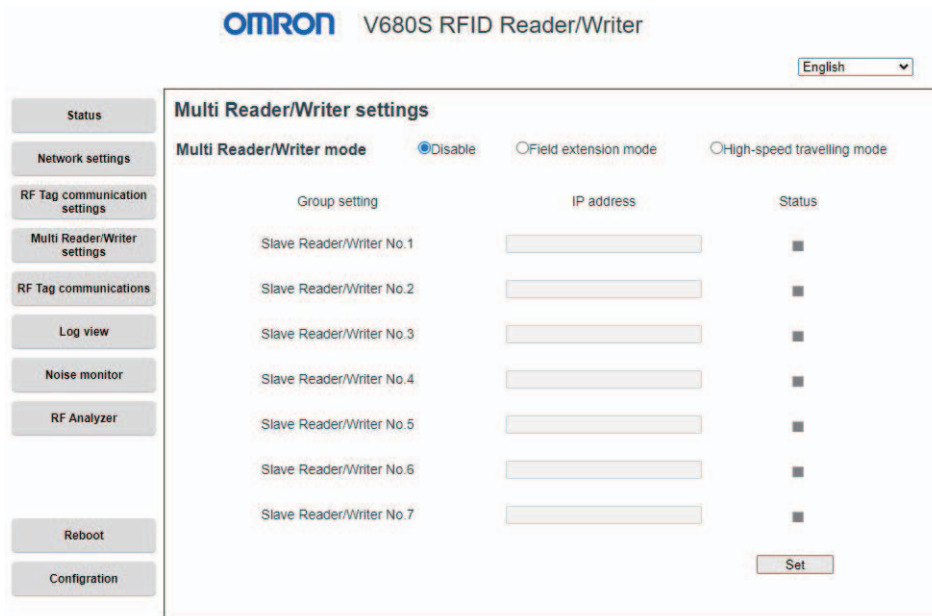 OMRON V680S RFID Reader/Writer
English
Status
Network settings
RF Tag communication
settings
Multi Reader/Writer
settings
RF Tag communications
Log view
Noise monitor
RF Analyzer
Reboot
Configration
Multi Reader/Writer settings
Multi Reader/Writer mode Disable Field extension mode High-speed travelling mode
Group setting IP address Status
Slave Reader/Writer No.1
Slave Reader/Writer No.2
Slave Reader/Writer No.3
Slave Reader/Writer No.4
Slave Reader/Writer No.5
Slave Reader/Writer No.6
Slave Reader/Writer No.7
Set